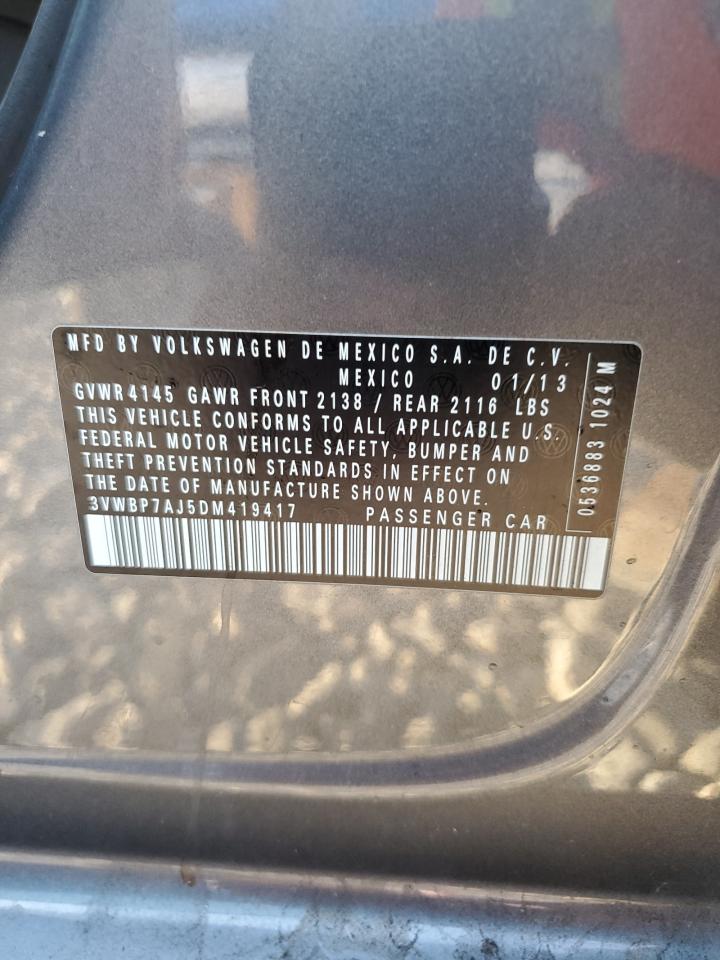 MFD BY VOLKSWAGEN DE MEXICO S.A. DE C.V.
MEXICO 01/13
GVWR 4145 GAWR FRONT 2138 / REAR 2116 LBS
THIS VEHICLE CONFORMS TO ALL APPLICABLE U.S.
FEDERAL MOTOR VEHICLE SAFETY, BUMPER AND
THEFT PREVENTION STANDARDS IN EFFECT ON
THE DATE OF MANUFACTURE SHOWN ABOVE.
3VWBP7AJ5DM419417 PASSENGER CAR
0536883 1024 M